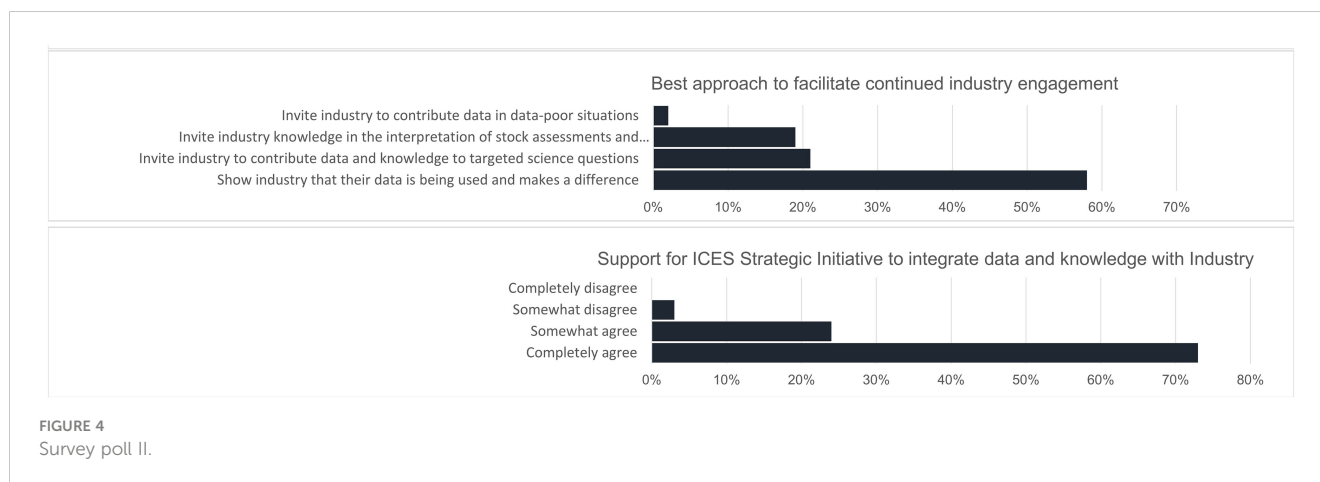 Best approach to facilitate continued industry engagement
Invite industry to contribute data in data-poor situations
Invite industry knowledge in the interpretation of stock assessments and...
Invite industry to contribute data and knowledge to targeted science questions
Show industry that their data is being used and makes a difference
0% 10% 20% 30% 40% 50% 60% 70%
Support for ICES Strategic Initiative to integrate data and knowledge with Industry
Completely disagree
Somewhat disagree
Somewhat agree
Completely agree
0% 10% 20% 30% 40% 50% 60% 70% 80%
FIGURE 4
Survey poll II.